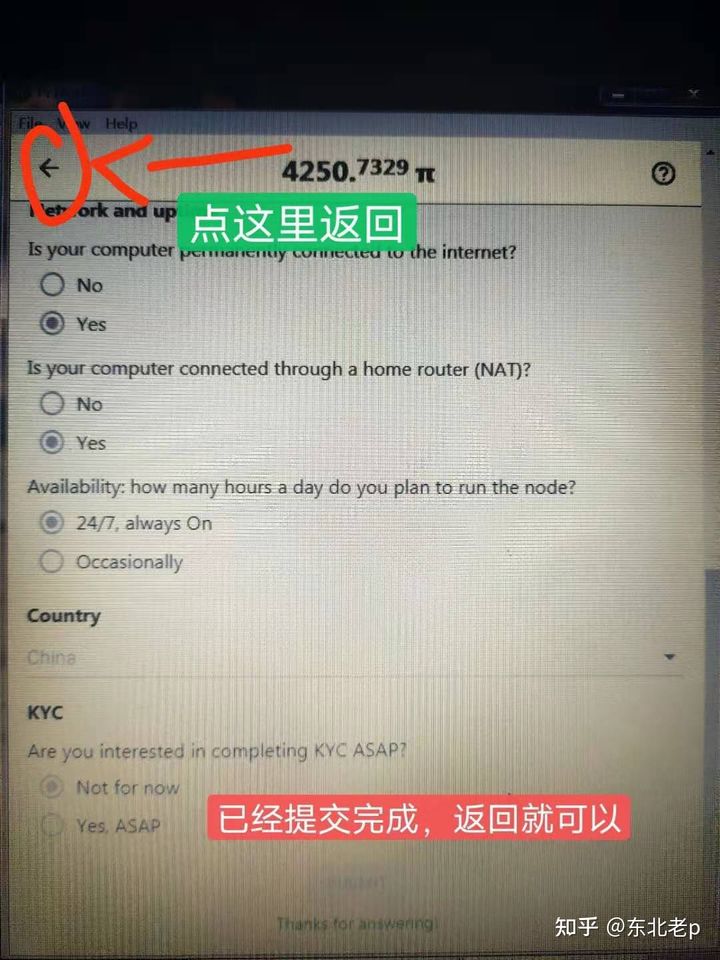 File View Help
4250.7329 π
Network and up
点这里返回
Is your computer permanently connected to the internet?
No
Yes
Is your computer connected through a home router (NAT)?
No
Yes
Availability: how many hours a day do you plan to run the node?
24/7, always On
Occasionally
Country
China
KYC
Are you interested in completing KYC ASAP?
Not for now
Yes, ASAP
已经提交完成，返回就可以
SUBMIT
Thanks for answering!
知乎 @东北老p